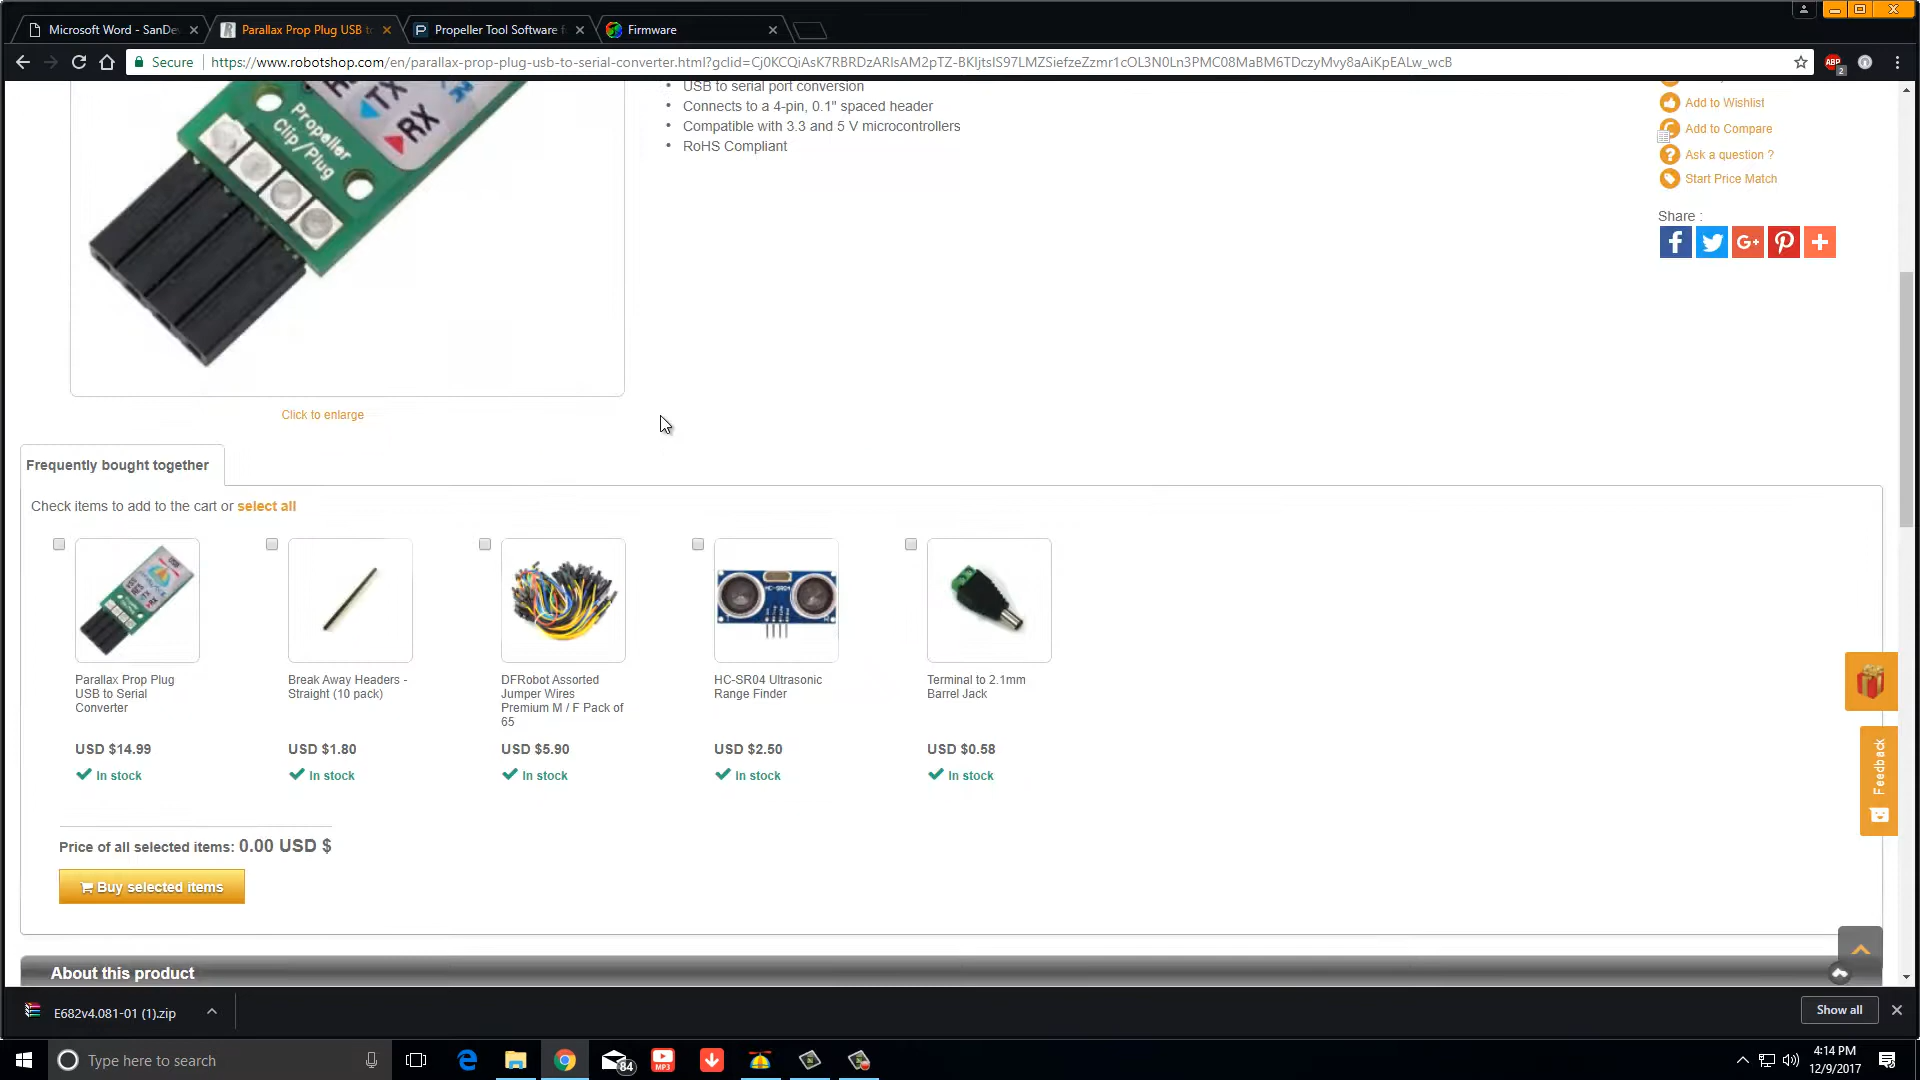 Microsoft Word - SanDe
Parallax Prop Plug USB to
Propeller Tool Software f
Firmware
Secure
https://www.robotshop.com/en/parallax-prop-plug-usb-to-serial-converter.html?gclid=Cj0KCQiAsK7RBRDzARIsAM2pTZ-BKIjtsIS97LMZSiefzeZzmr1cOL3N0Ln3PMC08MaBM6TDczyMvy8aAiKpEALw_wcB
ABP
2
Propeller
Clip/Plug
TX
RX
• USB to serial port conversion
• Connects to a 4-pin, 0.1" spaced header
• Compatible with 3.3 and 5 V microcontrollers
• RoHS Compliant
Add to Wishlist
Add to Compare
Ask a question ?
Start Price Match
Share :
Click to enlarge
Frequently bought together
Check items to add to the cart or select all
HC-SR04
Parallax Prop Plug
USB to Serial
Converter
USD $14.99
In stock
Break Away Headers -
Straight (10 pack)
USD $1.80
In stock
DFRobot Assorted
Jumper Wires
Premium M / F Pack of
65
USD $5.90
In stock
HC-SR04 Ultrasonic
Range Finder
USD $2.50
In stock
Terminal to 2.1mm
Barrel Jack
USD $0.58
In stock
Feedback
Price of all selected items: 0.00 USD $
Buy selected items
About this product
E682v4.081-01 (1).zip
Show all
Type here to search
84
MP3
4:14 PM
12/9/2017